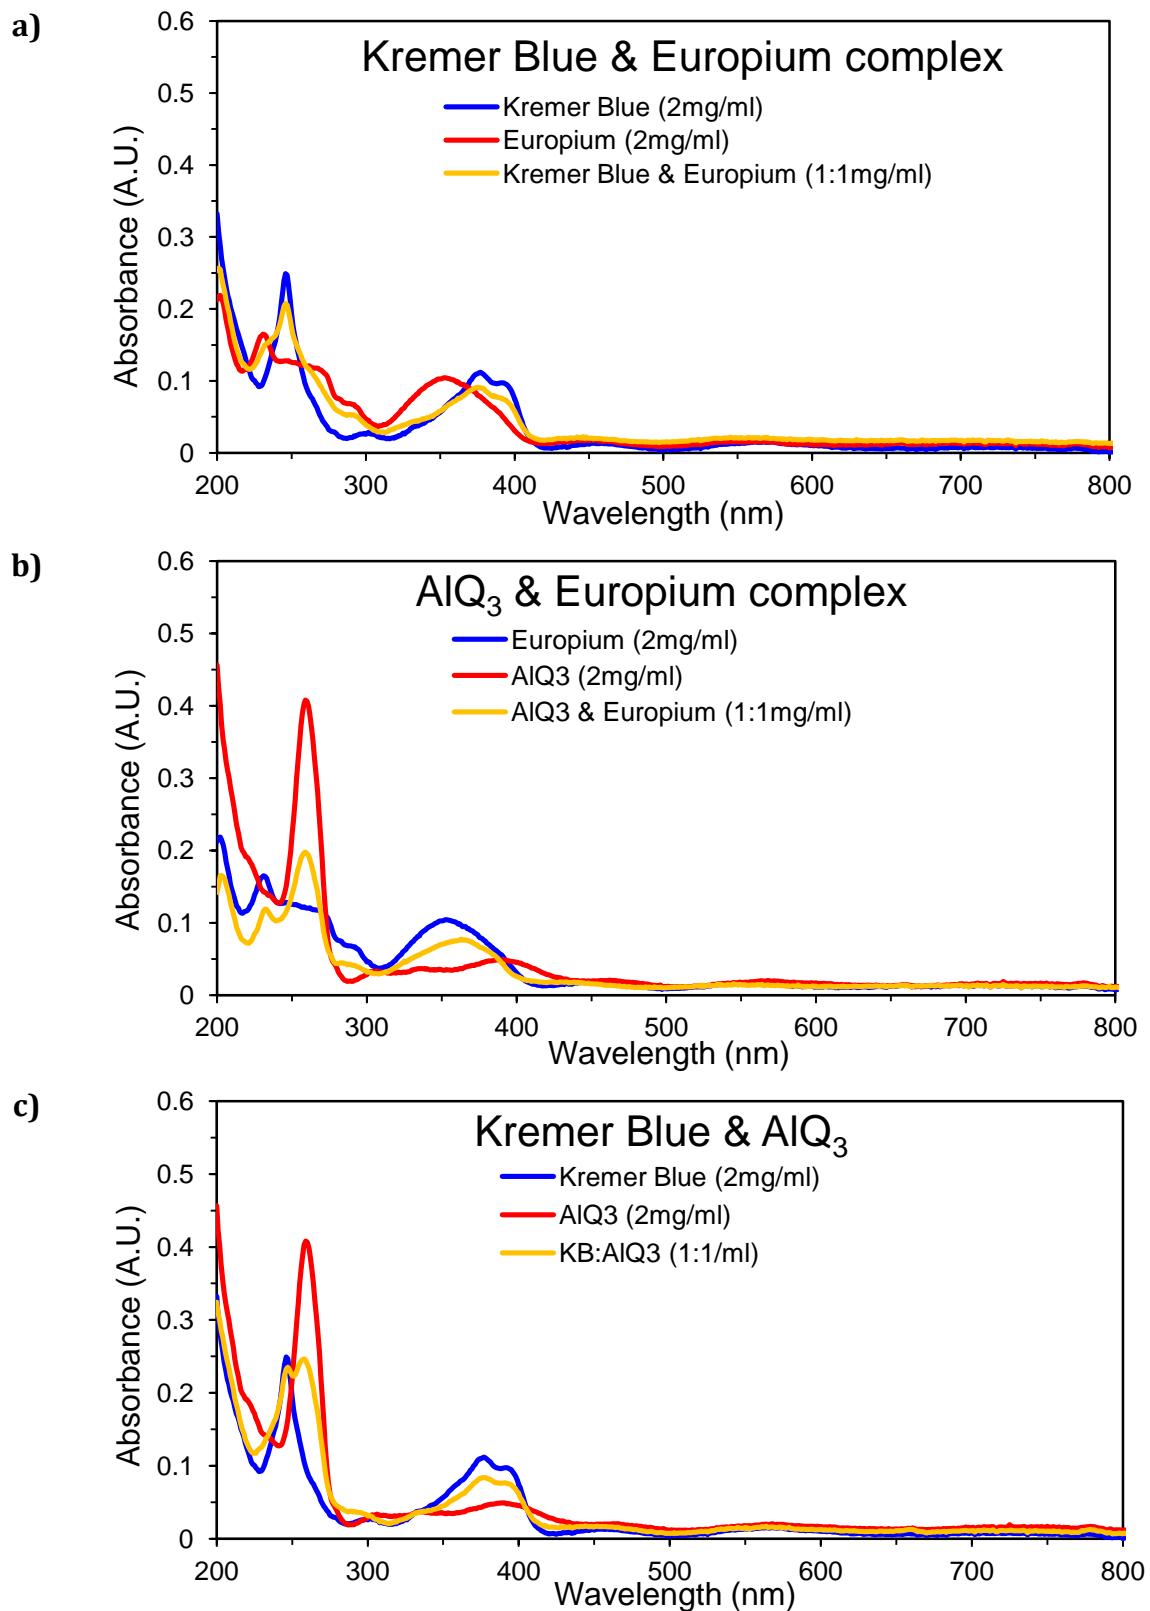 a)
Kremer Blue & Europium complex
Kremer Blue (2mg/ml)
Europium (2mg/ml)
Kremer Blue & Europium (1:1mg/ml)
Absorbance (A.U.)
0.6
0.5
0.4
0.3
0.2
0.1
0
200 300 400 500 600 700 800
Wavelength (nm)
b)
AlQ₃ & Europium complex
Europium (2mg/ml)
AlQ3 (2mg/ml)
AlQ3 & Europium (1:1mg/ml)
Absorbance (A.U.)
0.6
0.5
0.4
0.3
0.2
0.1
0
200 300 400 500 600 700 800
Wavelength (nm)
c)
Kremer Blue & AlQ₃
Kremer Blue (2mg/ml)
AlQ3 (2mg/ml)
KB:AlQ3 (1:1/ml)
Absorbance (A.U.)
0.6
0.5
0.4
0.3
0.2
0.1
0
200 300 400 500 600 700 800
Wavelength (nm)